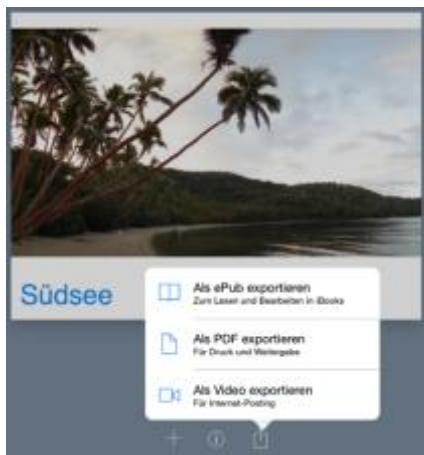 Südsee
Als ePub exportieren
Zum Lesen und Bearbeiten in iBooks
Als PDF exportieren
Für Druck und Weitergabe
Als Video exportieren
Für Internet-Posting